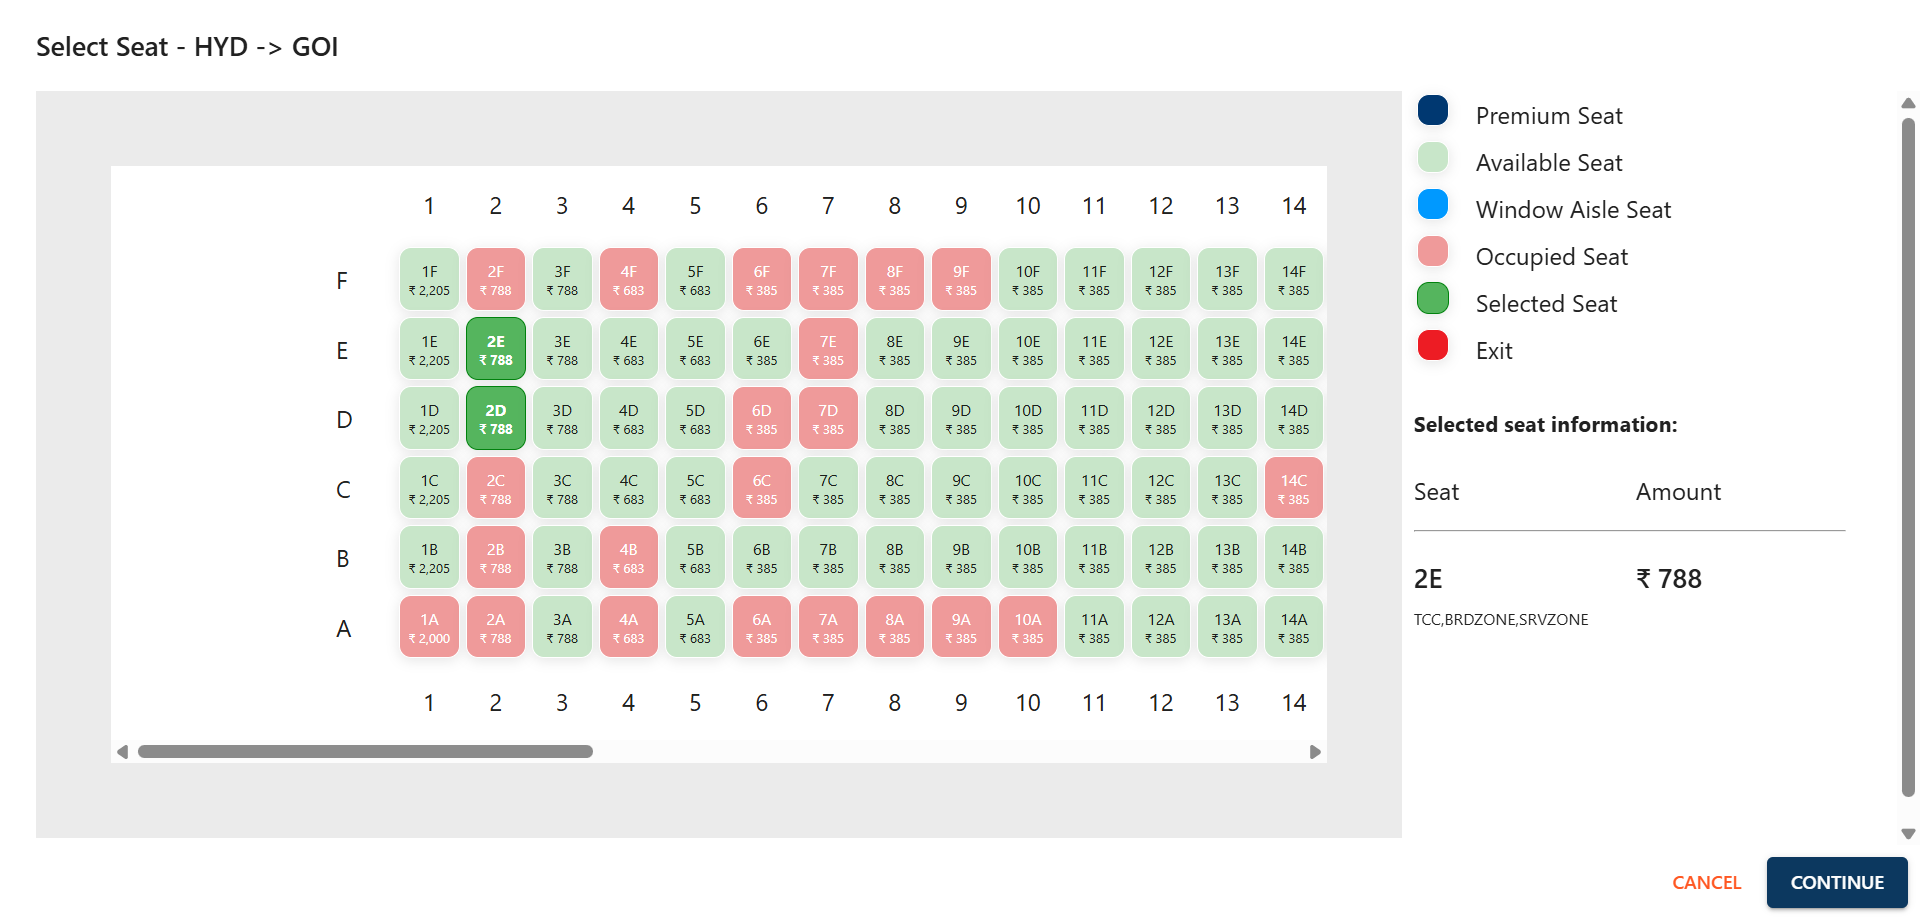 Select Seat - HYD -> GOI
1 2 3 4 5 6 7 8 9 10 11 12 13 14
F 1F 2F 3F 4F 5F 6F 7F 8F 9F 10F 11F 12F 13F 14F
₹ 2,205 ₹ 788 ₹ 788 ₹ 683 ₹ 683 ₹ 385 ₹ 385 ₹ 385 ₹ 385 ₹ 385 ₹ 385 ₹ 385 ₹ 385 ₹ 385
E 1E 2E 3E 4E 5E 6E 7E 8E 9E 10E 11E 12E 13E 14E
₹ 2,205 ₹ 788 ₹ 788 ₹ 683 ₹ 683 ₹ 385 ₹ 385 ₹ 385 ₹ 385 ₹ 385 ₹ 385 ₹ 385 ₹ 385 ₹ 385
D 1D 2D 3D 4D 5D 6D 7D 8D 9D 10D 11D 12D 13D 14D
₹ 2,205 ₹ 788 ₹ 788 ₹ 683 ₹ 683 ₹ 385 ₹ 385 ₹ 385 ₹ 385 ₹ 385 ₹ 385 ₹ 385 ₹ 385 ₹ 385
C 1C 2C 3C 4C 5C 6C 7C 8C 9C 10C 11C 12C 13C 14C
₹ 2,205 ₹ 788 ₹ 788 ₹ 683 ₹ 683 ₹ 385 ₹ 385 ₹ 385 ₹ 385 ₹ 385 ₹ 385 ₹ 385 ₹ 385 ₹ 385
B 1B 2B 3B 4B 5B 6B 7B 8B 9B 10B 11B 12B 13B 14B
₹ 2,205 ₹ 788 ₹ 788 ₹ 683 ₹ 683 ₹ 385 ₹ 385 ₹ 385 ₹ 385 ₹ 385 ₹ 385 ₹ 385 ₹ 385 ₹ 385
A 1A 2A 3A 4A 5A 6A 7A 8A 9A 10A 11A 12A 13A 14A
₹ 2,000 ₹ 788 ₹ 788 ₹ 683 ₹ 683 ₹ 385 ₹ 385 ₹ 385 ₹ 385 ₹ 385 ₹ 385 ₹ 385 ₹ 385 ₹ 385
1 2 3 4 5 6 7 8 9 10 11 12 13 14
Premium Seat
Available Seat
Window Aisle Seat
Occupied Seat
Selected Seat
Exit
Selected seat information:
Seat Amount
2E ₹ 788
TCC,BRDZONE,SRVZONE
CANCEL CONTINUE